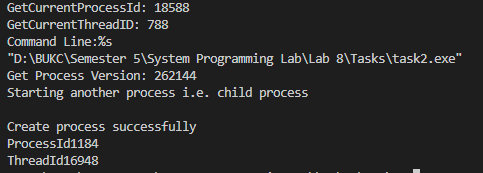 GetCurrentProcessId: 18588
GetCurrentThreadID: 788
Command Line:%s
"D:\BUKC\Semester 5\System Programming Lab\Lab 8\Tasks\task2.exe"
Get Process Version: 262144
Starting another process i.e. child process
Create process successfully
ProcessId1184
ThreadId16948